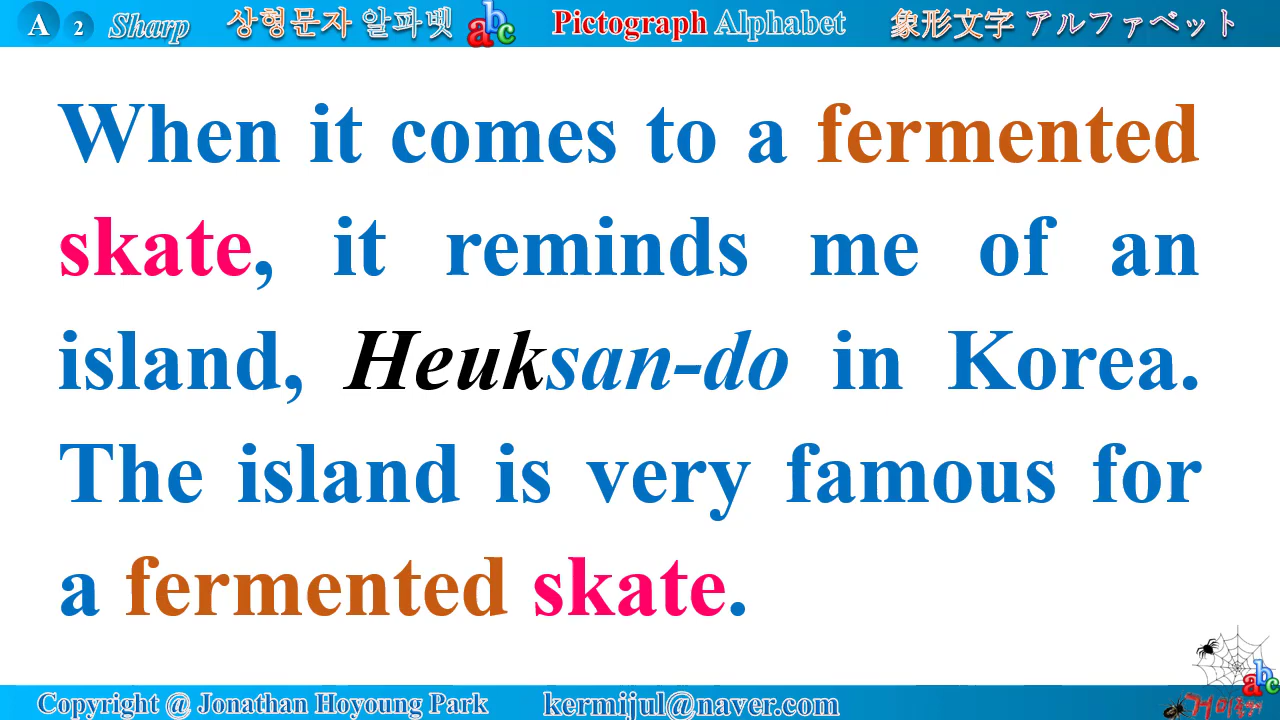 A 2 Sharp 상형문자 알파벳 abc Pictograph Alphabet 象形文字 アルファベット
When it comes to a fermented
skate, it reminds me of an
island, Heuksan-do in Korea.
The island is very famous for
a fermented skate.
abc
Copyright @ Jonathan Hoyoung Park kermijul@naver.com